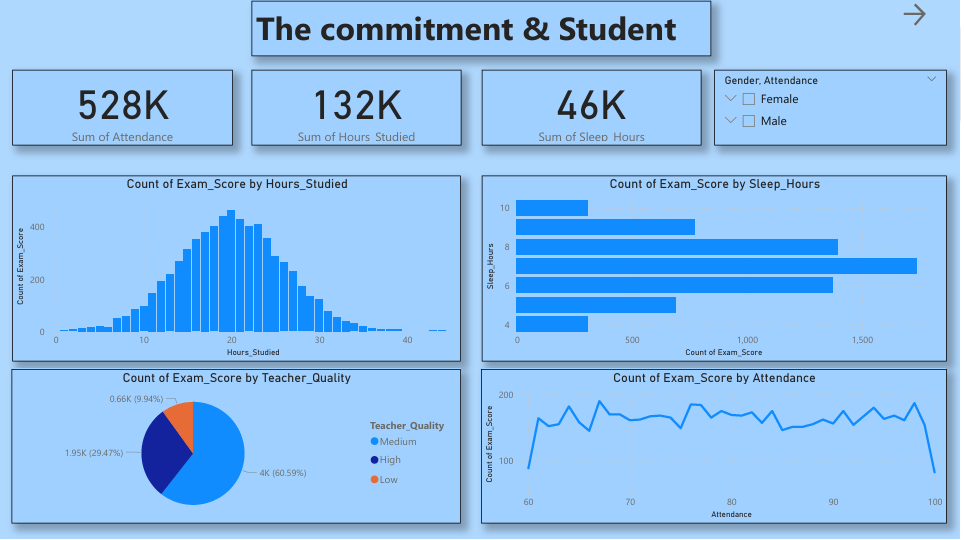 The commitment & Student
528K
Sum of Attendance
132K
Sum of Hours_Studied
46K
Sum of Sleep_Hours
Gender, Attendance
Female
Male
Count of Exam_Score by Hours_Studied
Count of Exam_Score
400
200
0
0 10 20 30 40
Hours_Studied
Count of Exam_Score by Sleep_Hours
Sleep_Hours
10
8
6
4
0 500 1,000 1,500
Count of Exam_Score
Count of Exam_Score by Teacher_Quality
0.66K (9.94%)
1.95K (29.47%)
4K (60.59%)
Teacher_Quality
Medium
High
Low
Count of Exam_Score by Attendance
Count of Exam_Score
200
100
60 70 80 90 100
Attendance